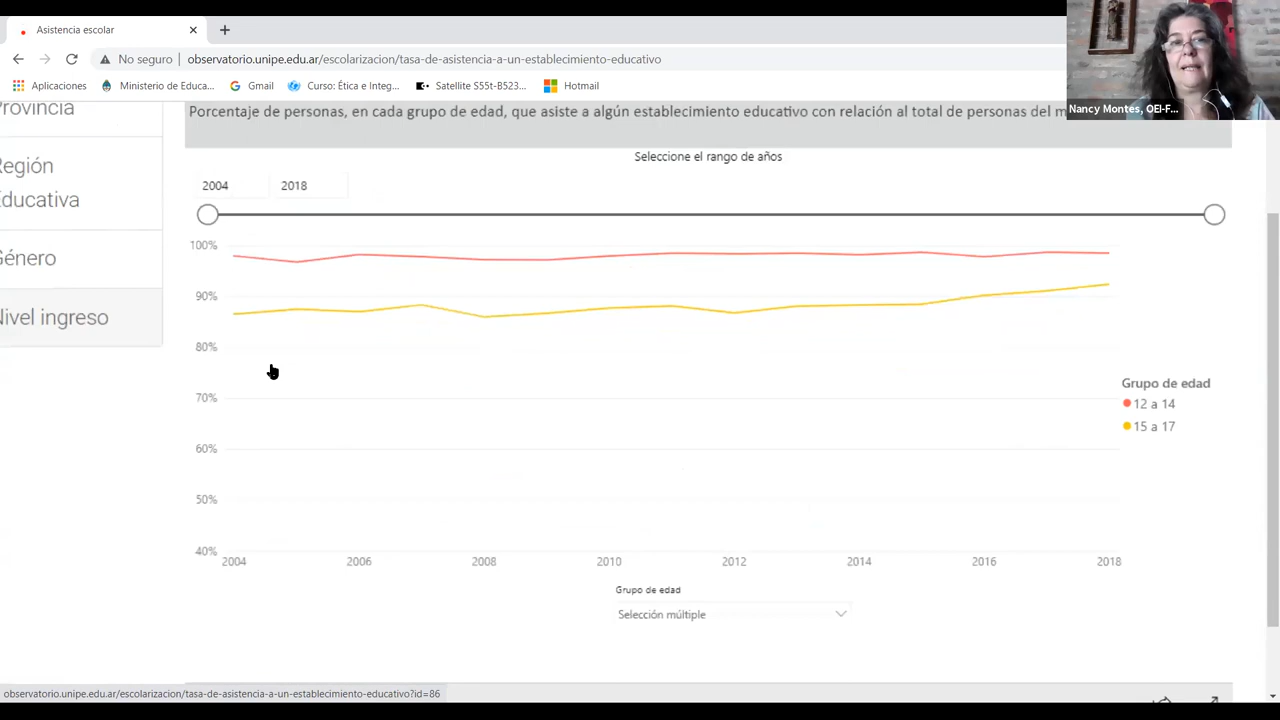 Asistencia escolar
No seguro observatorio.unipe.edu.ar/escolarizacion/tasa-de-asistencia-a-un-establecimiento-educativo
Aplicaciones Ministerio de Educa... Gmail Curso: Ética e Integ... Satellite S55t-B523... Hotmail
Nancy Montes, OEI-F...
Provincia
Región
Educativa
Género
Nivel ingreso
Porcentaje de personas, en cada grupo de edad, que asiste a algún establecimiento educativo con relación al total de personas del m
Seleccione el rango de años
2004 2018
100%
90%
80%
70%
60%
50%
40%
2004 2006 2008 2010 2012 2014 2016 2018
Grupo de edad
12 a 14
15 a 17
Grupo de edad
Selección múltiple
observatorio.unipe.edu.ar/escolarizacion/tasa-de-asistencia-a-un-establecimiento-educativo?id=86